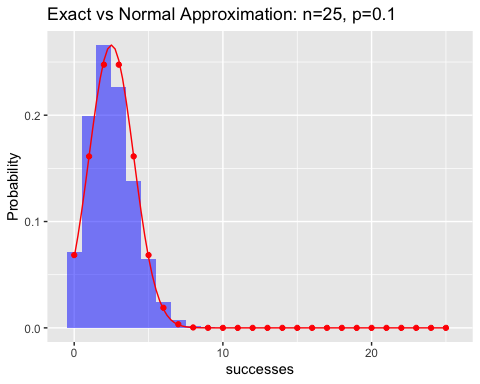 Exact vs Normal Approximation: n=25, p=0.1
Probability
0.2
0.1
0.0
0
10
20
successes